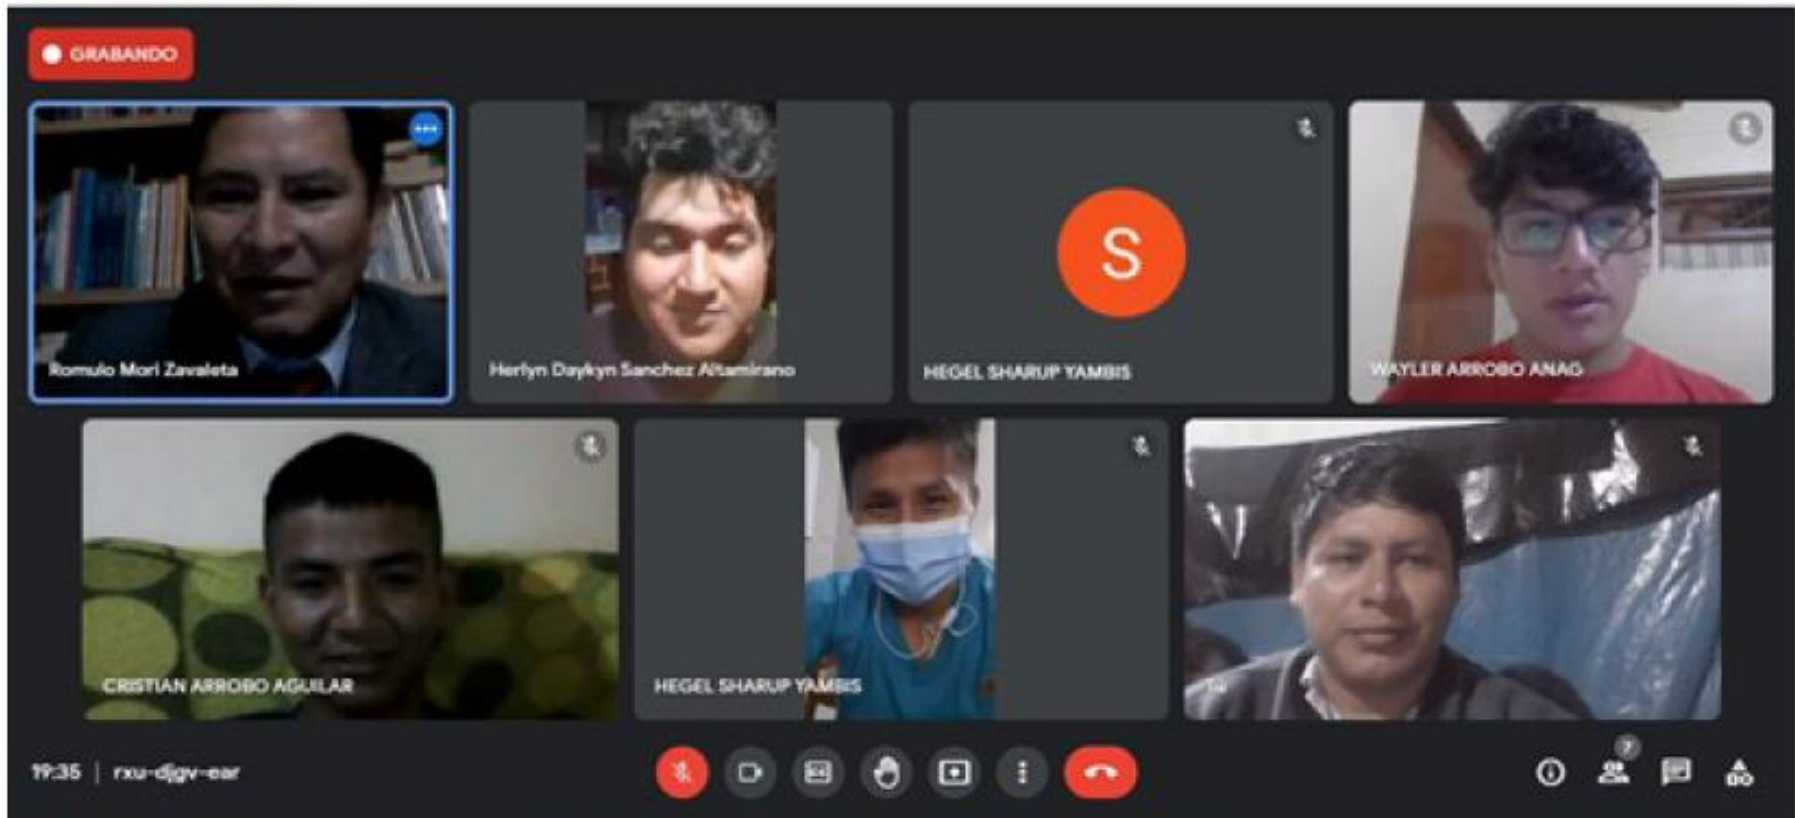 GRABANDO
Romulo Mori Zavaleta
Herlyn Daykyn Sanchez Altamirano
S
HEGEL SHARUP YAMBIS
WAYLER ARROBO ANAG
CRISTIAN ARROBO AGUILAR
HEGEL SHARUP YAMBIS
Tú
19:35 | rxu-djgv-ear
7